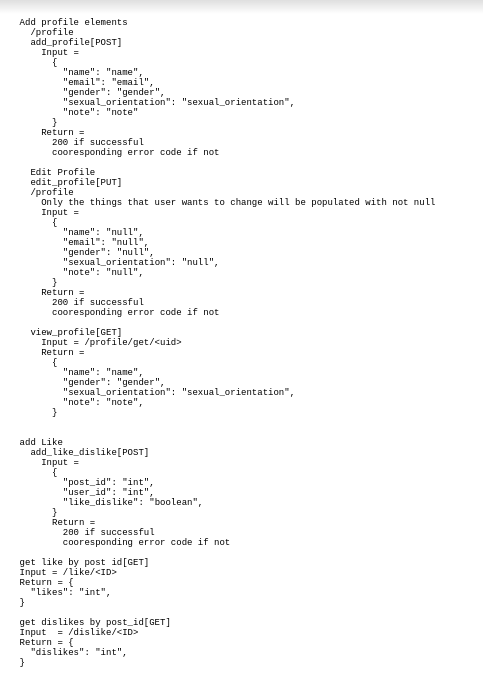 Add profile elements
/profile
add_profile[POST]
Input =
{
"name": "name",
"email": "email",
"gender": "gender",
"sexual_orientation": "sexual_orientation",
"note": "note"
}
Return =
200 if successful
cooresponding error code if not
Edit Profile
edit_profile[PUT]
/profile
Only the things that user wants to change will be populated with not null
Input =
{
"name": "null",
"email": "null",
"gender": "null",
"sexual_orientation": "null",
"note": "null",
}
Return =
200 if successful
cooresponding error code if not
view_profile[GET]
Input = /profile/get/<uid>
Return =
{
"name": "name",
"gender": "gender",
"sexual_orientation": "sexual_orientation",
"note": "note",
}
add Like
add_like_dislike[POST]
Input =
{
"post_id": "int",
"user_id": "int",
"like_dislike": "boolean",
}
Return =
200 if successful
cooresponding error code if not
get like by post id[GET]
Input = /like/<ID>
Return = {
"likes": "int",
}
get dislikes by post_id[GET]
Input  = /dislike/<ID>
Return = {
"dislikes": "int",
}